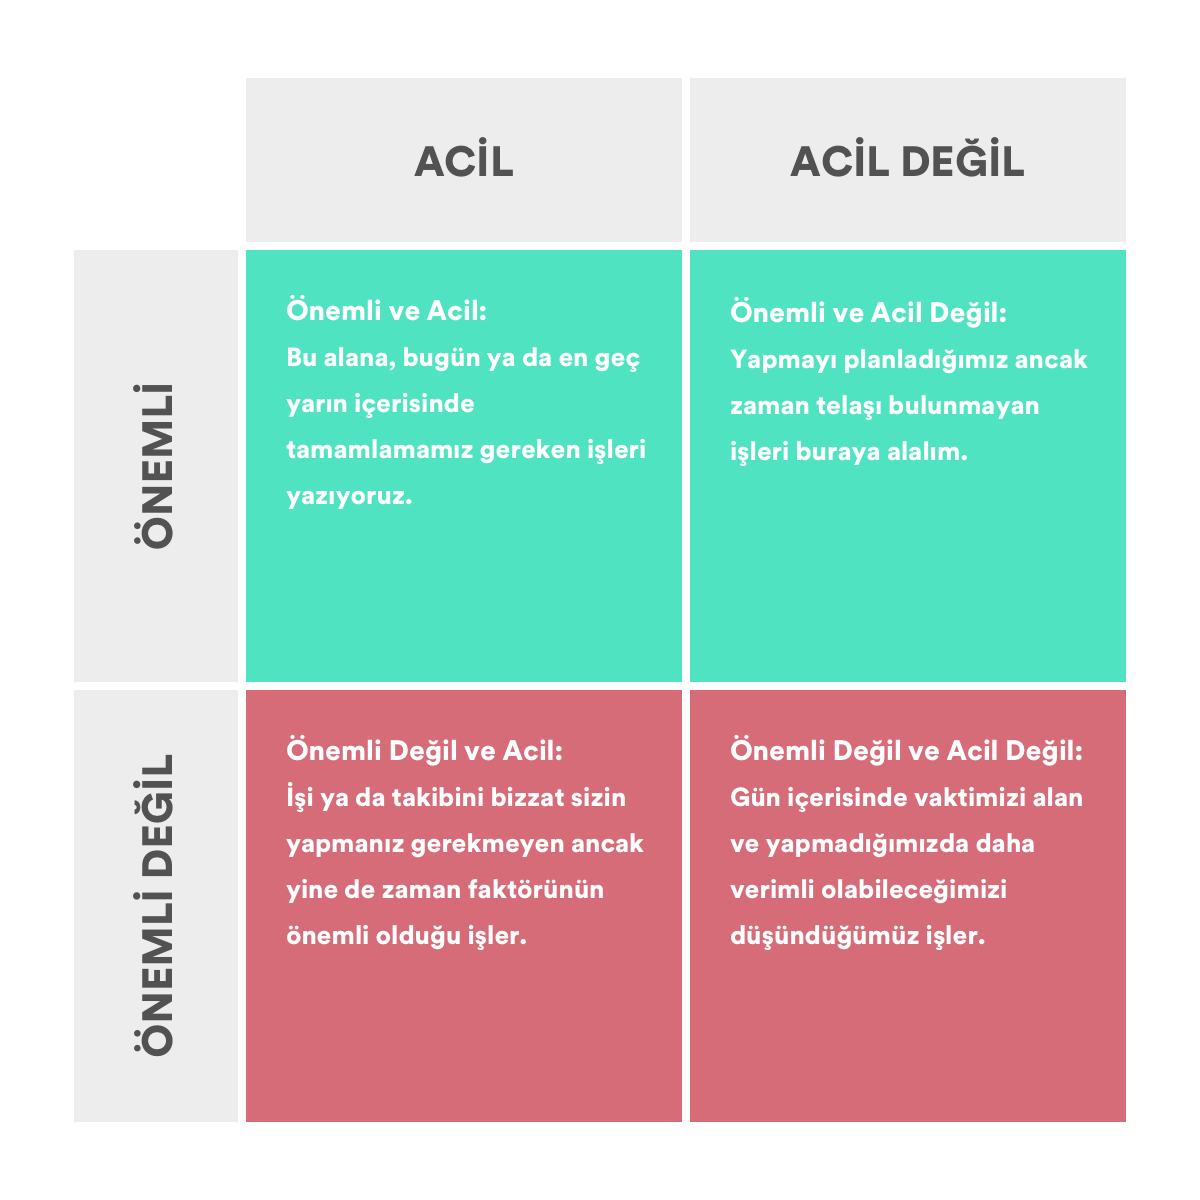 ACİL
ACİL DEĞİL
ÖNEMLİ
Önemli ve Acil:
Bu alana, bugün ya da en geç
yarın içerisinde
tamamlamamız gereken işleri
yazıyoruz.
Önemli ve Acil Değil:
Yapmayı planladığımız ancak
zaman telaşı bulunmayan
işleri buraya alalım.
ÖNEMLİ DEĞİL
Önemli Değil ve Acil:
İşi ya da takibini bizzat sizin
yapmanız gerekmeyen ancak
yine de zaman faktörünün
önemli olduğu işler.
Önemli Değil ve Acil Değil:
Gün içerisinde vaktimizi alan
ve yapmadığımızda daha
verimli olabileceğimizi
düşündüğümüz işler.